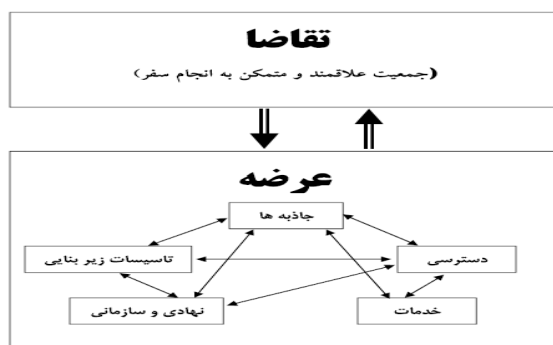 تقاضا
(جمعیت علاقمند و متمکن به انجام سفر)
عرضه
جاذبه ها
دسترسی
تاسیسات زیر بنایی
خدمات
نهادی و سازمانی